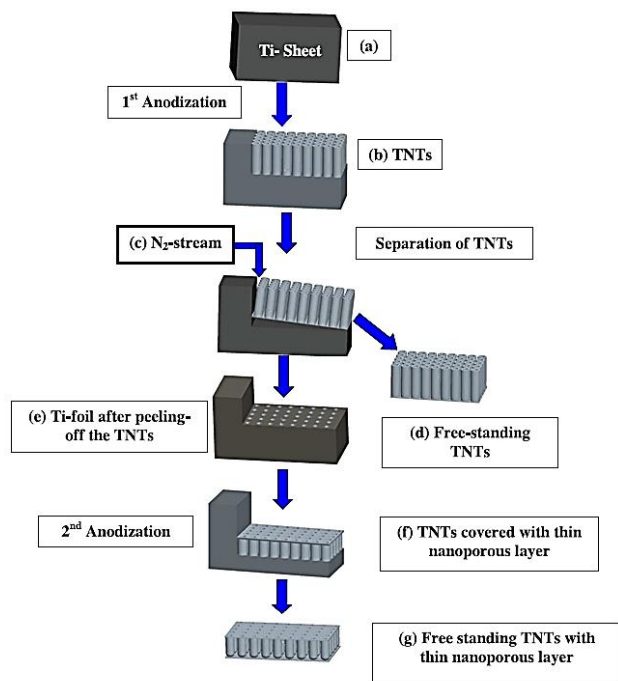 Ti- Sheet
(a)
1st Anodization
(b) TNTs
(c) N2-stream
Separation of TNTs
(e) Ti-foil after peeling-
off the TNTs
(d) Free-standing
TNTs
2nd Anodization
(f) TNTs covered with thin
nanoporous layer
(g) Free standing TNTs with
thin nanoporous layer